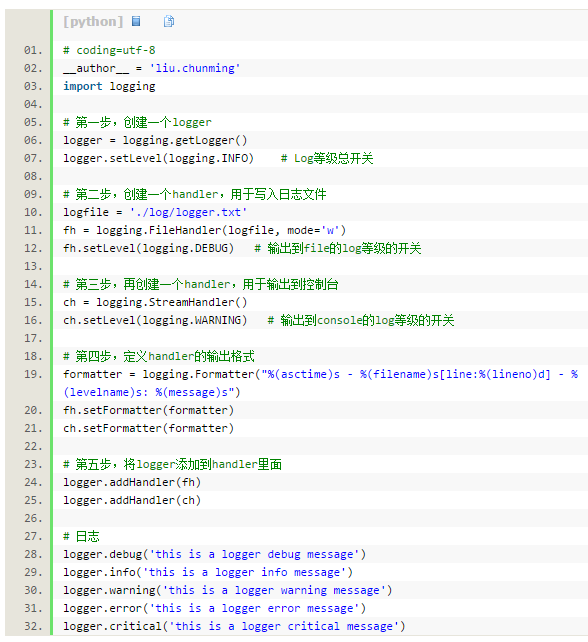 [python]
01. # coding=utf-8
02. __author__ = 'liu.chunming'
03. import logging
04.
05. # 第一步，创建一个logger
06. logger = logging.getLogger()
07. logger.setLevel(logging.INFO)    # Log等级总开关
08.
09. # 第二步，创建一个handler，用于写入日志文件
10. logfile = './log/logger.txt'
11. fh = logging.FileHandler(logfile, mode='w')
12. fh.setLevel(logging.DEBUG)   # 输出到file的log等级的开关
13.
14. # 第三步，再创建一个handler，用于输出到控制台
15. ch = logging.StreamHandler()
16. ch.setLevel(logging.WARNING)   # 输出到console的log等级的开关
17.
18. # 第四步，定义handler的输出格式
19. formatter = logging.Formatter("%(asctime)s - %(filename)s[line:%(lineno)d] - %
(levelname)s: %(message)s")
20. fh.setFormatter(formatter)
21. ch.setFormatter(formatter)
22.
23. # 第五步，将logger添加到handler里面
24. logger.addHandler(fh)
25. logger.addHandler(ch)
26.
27. # 日志
28. logger.debug('this is a logger debug message')
29. logger.info('this is a logger info message')
30. logger.warning('this is a logger warning message')
31. logger.error('this is a logger error message')
32. logger.critical('this is a logger critical message')